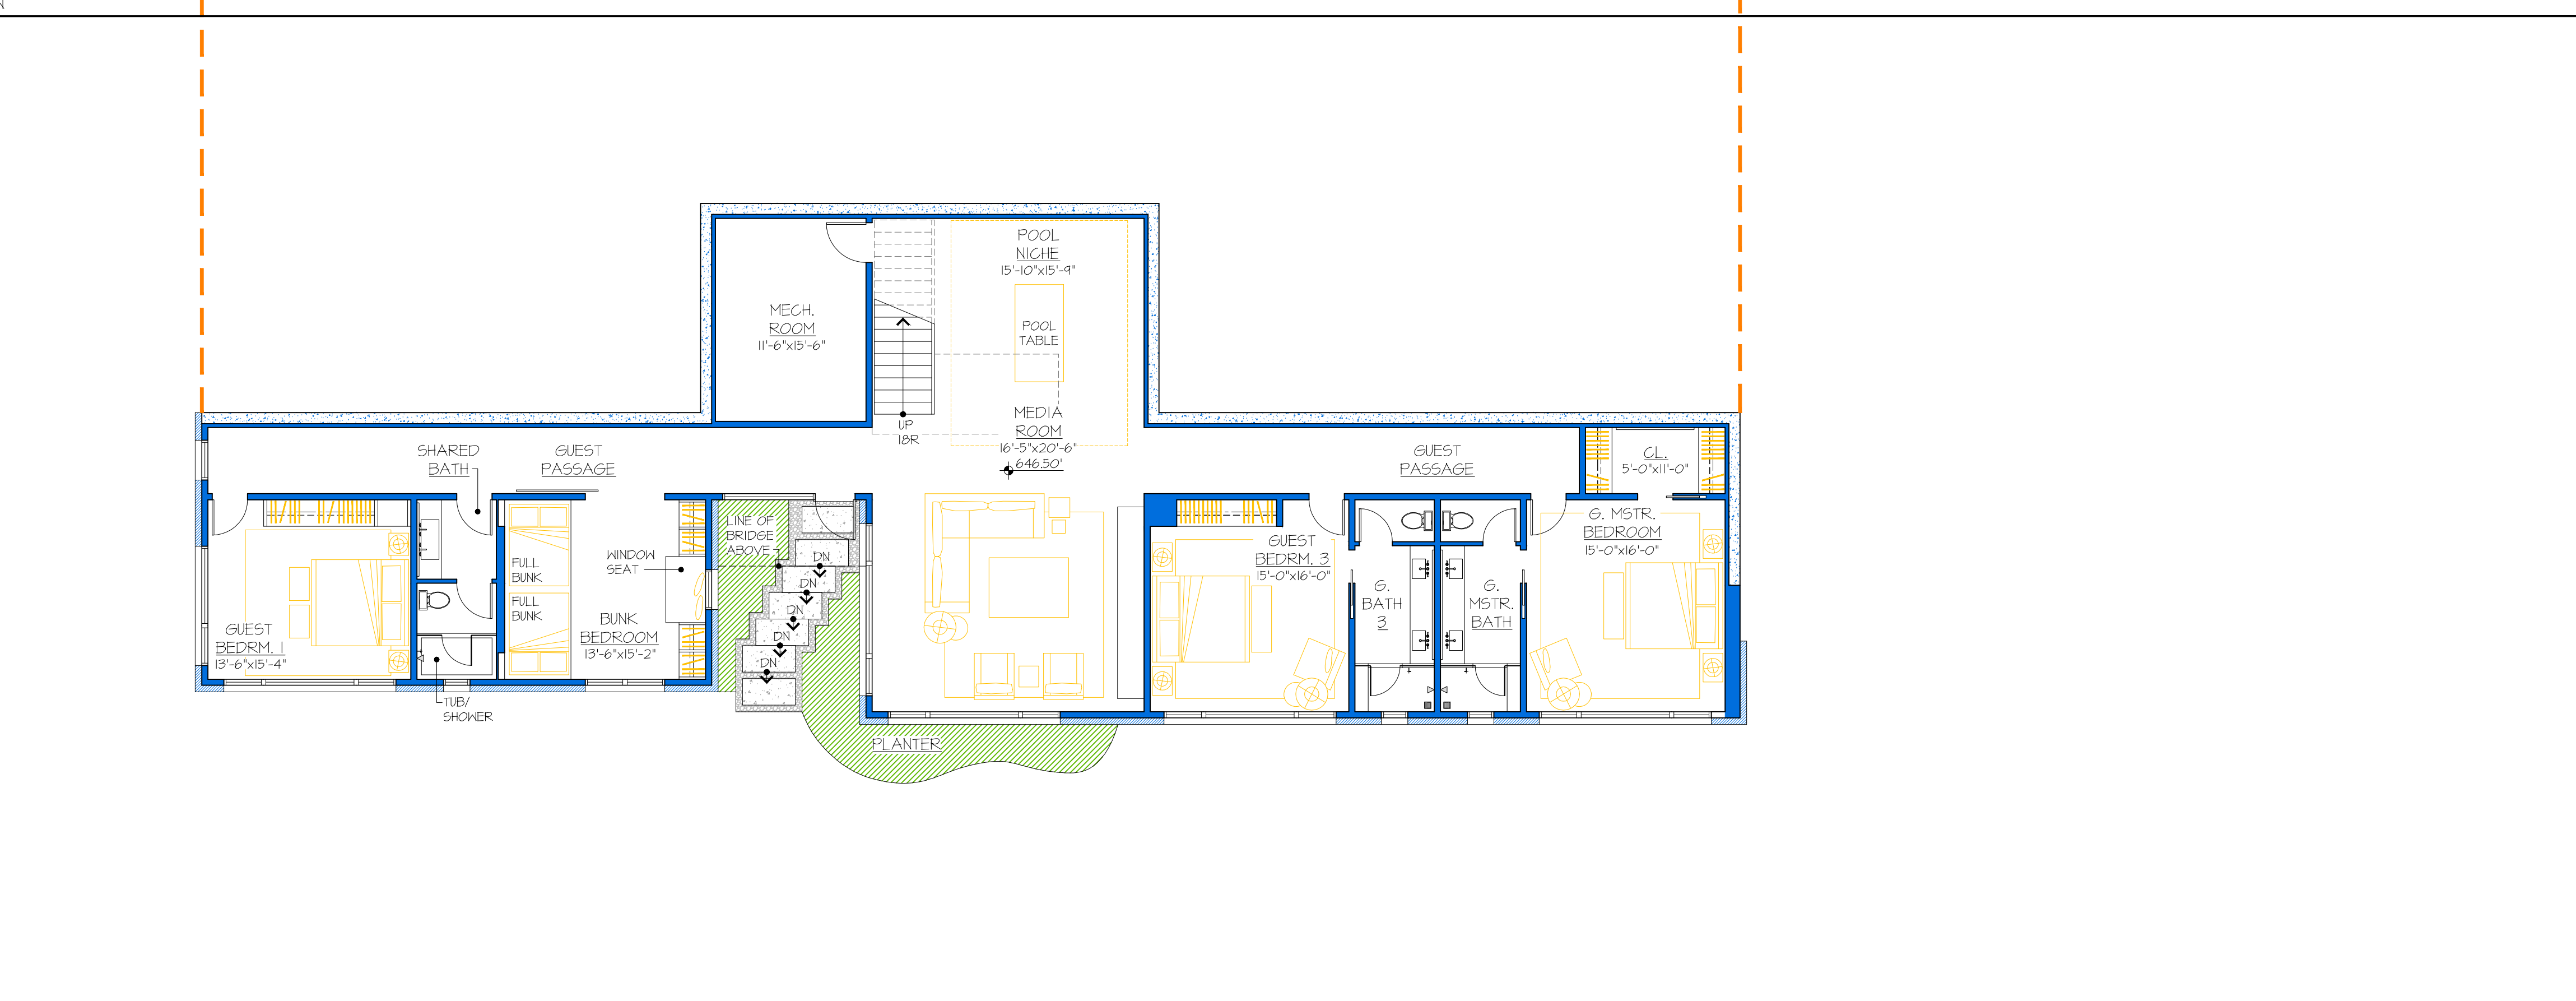 N
POOL
NICHE
15'-10"x15'-9"
MECH.
ROOM
11'-6"x15'-6"
POOL
TABLE
MEDIA
ROOM
16'-5"x20'-6"
646.50'
UP
18R
SHARED
BATH
GUEST
PASSAGE
GUEST
PASSAGE
CL.
5'-0"x11'-0"
LINE OF
BRIDGE
ABOVE
WINDOW
SEAT
FULL
BUNK
FULL
BUNK
BUNK
BEDROOM
13'-6"x15'-2"
GUEST
BEDRM. 1
13'-6"x15'-4"
TUB/
SHOWER
DN
DN
DN
DN
DN
GUEST
BEDRM. 3
15'-0"x16'-0"
G.
BATH
3
G.
MSTR.
BATH
G. MSTR.
BEDROOM
15'-0"x16'-0"
PLANTER